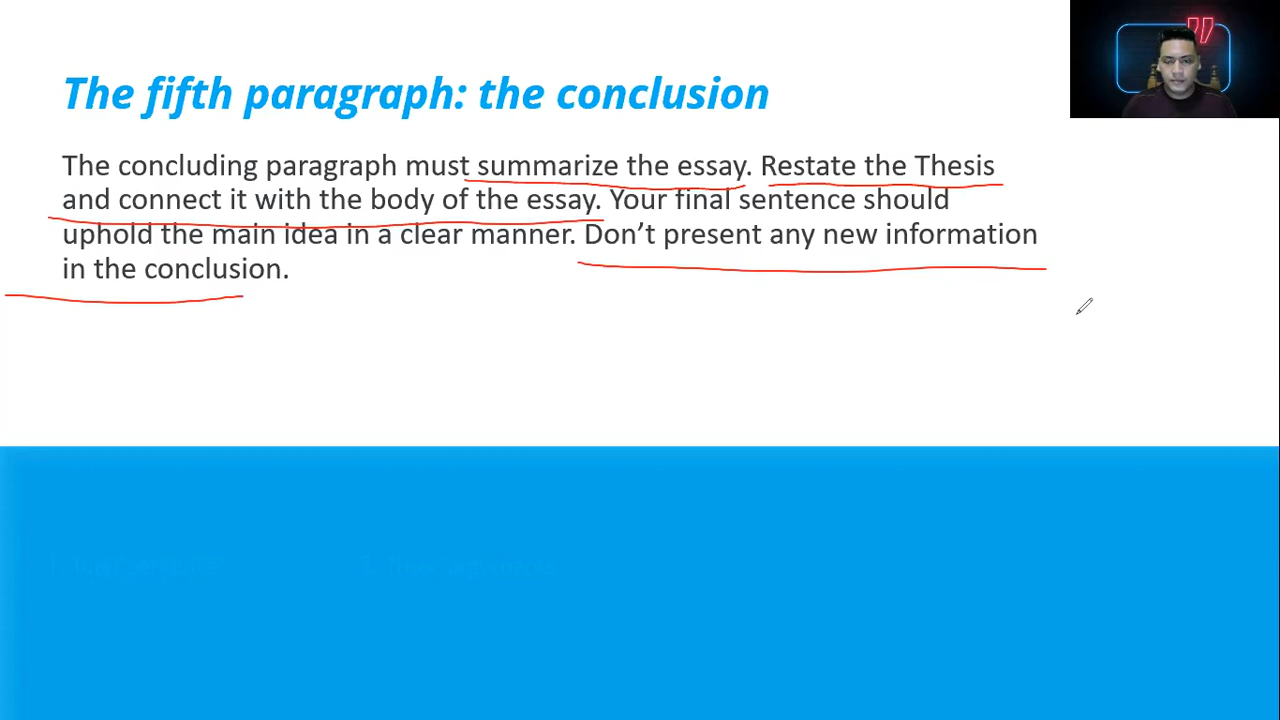 The fifth paragraph: the conclusion
The concluding paragraph must summarize the essay. Restate the Thesis
and connect it with the body of the essay. Your final sentence should
uphold the main idea in a clear manner. Don’t present any new information
in the conclusion.